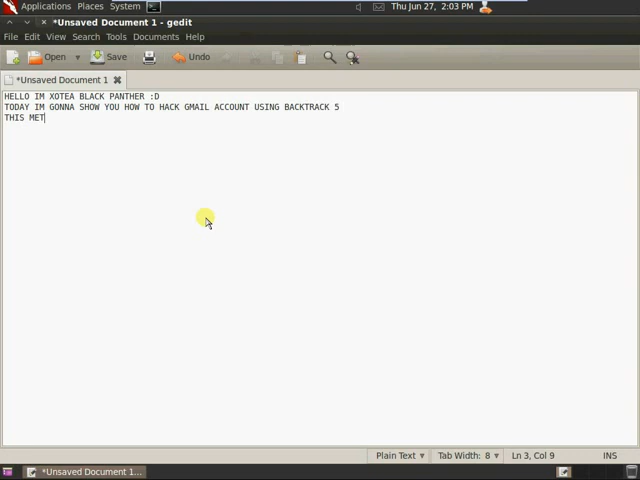 Applications Places System Thu Jun 27, 2:03 PM
*Unsaved Document 1 - gedit
File Edit View Search Tools Documents Help
Open Save Undo
*Unsaved Document 1
HELLO IM XOTEA BLACK PANTHER :D
TODAY IM GONNA SHOW YOU HOW TO HACK GMAIL ACCOUNT USING BACKTRACK 5
THIS MET
Plain Text Tab Width: 8 Ln 3, Col 9 INS
*Unsaved Document 1...